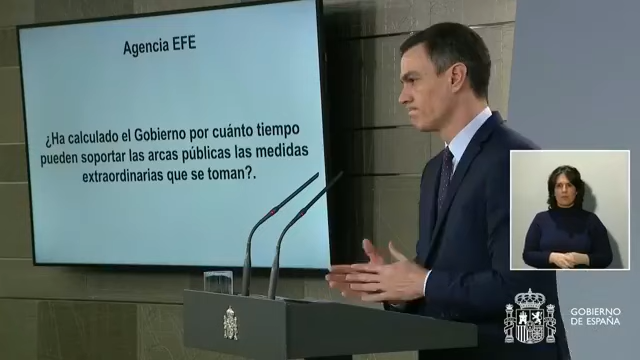 Agencia EFE
¿Ha calculado el Gobierno por cuánto tiempo
pueden soportar las arcas públicas las medidas
extraordinarias que se toman?.
GOBIERNO
DE ESPAÑA